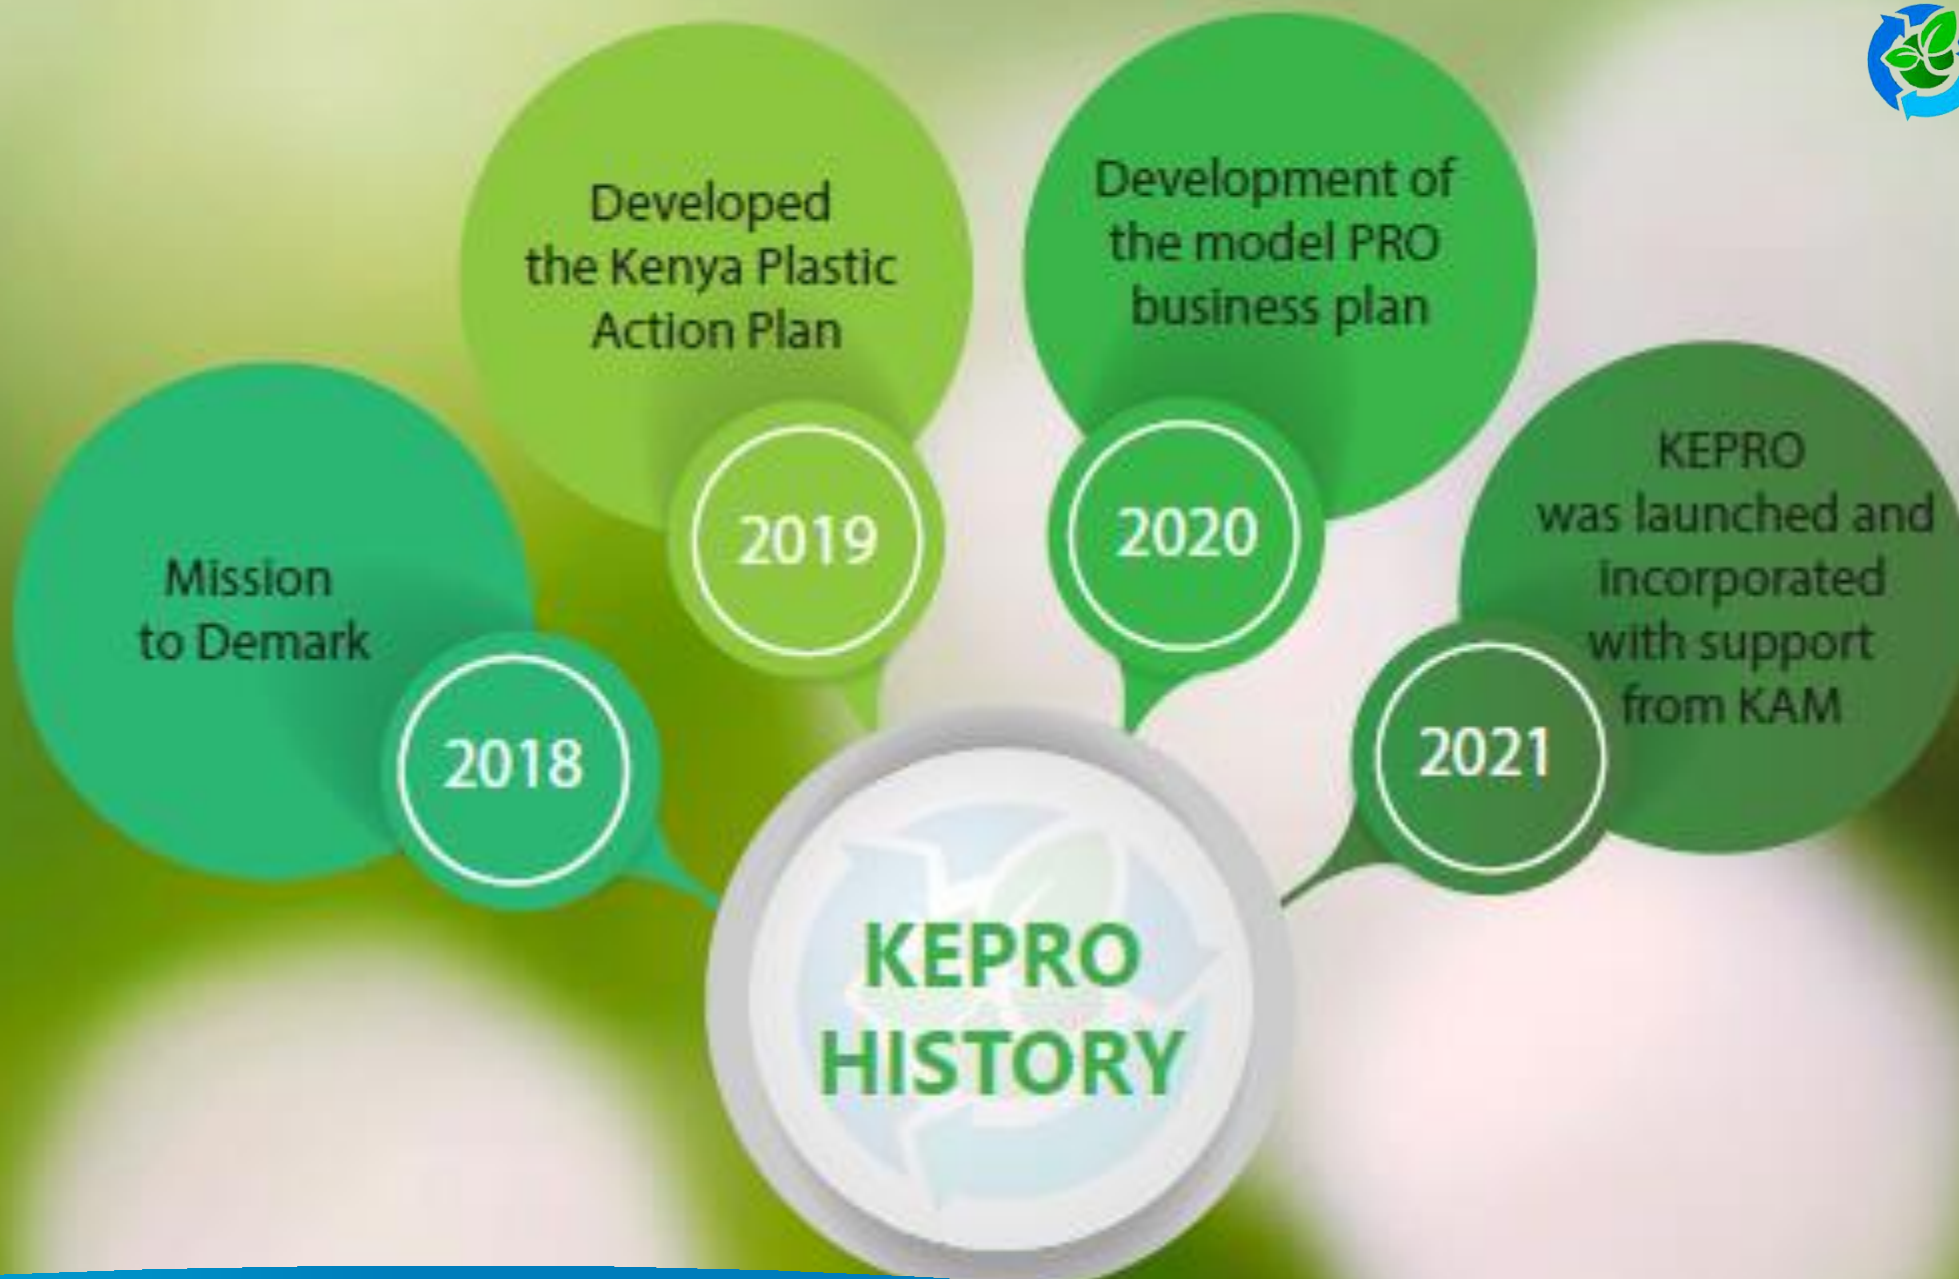 Mission
to Demark
2018
Developed
the Kenya Plastic
Action Plan
2019
Development of
the model PRO
business plan
2020
KEPRO
was launched and
incorporated
with support
from KAM
2021
KEPRO
HISTORY